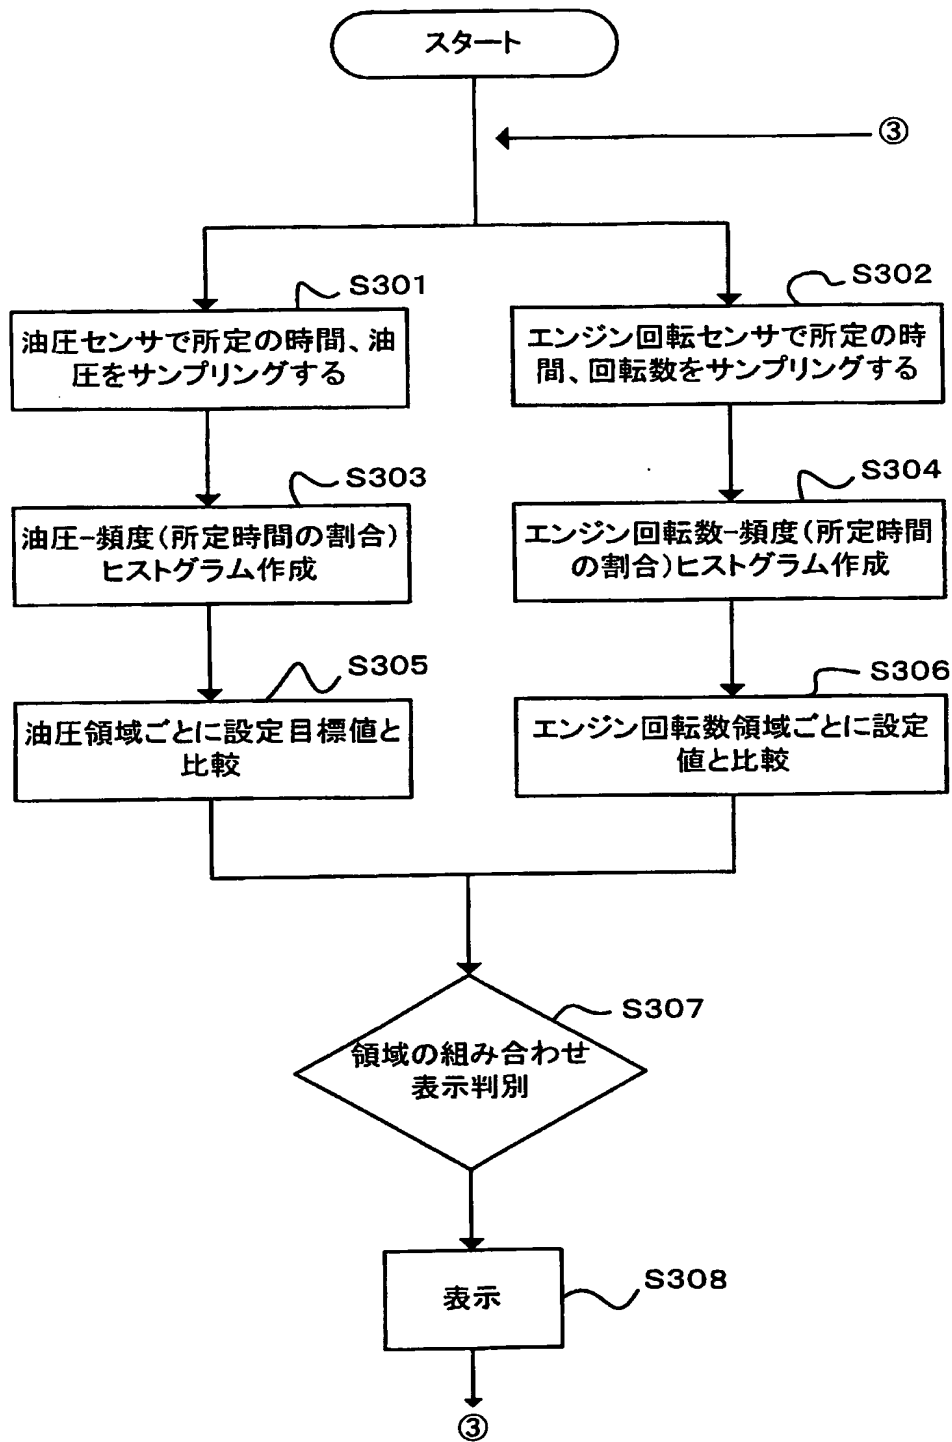 スタート
③
S301
油圧センサで所定の時間、油
圧をサンプリングする
S302
エンジン回転センサで所定の時
間、回転数をサンプリングする
S303
油圧-頻度(所定時間の割合)
ヒストグラム作成
S304
エンジン回転数-頻度(所定時間
の割合)ヒストグラム作成
S305
油圧領域ごとに設定目標値と
比較
S306
エンジン回転数領域ごとに設定
値と比較
S307
領域の組み合わせ
表示判別
S308
表示
③